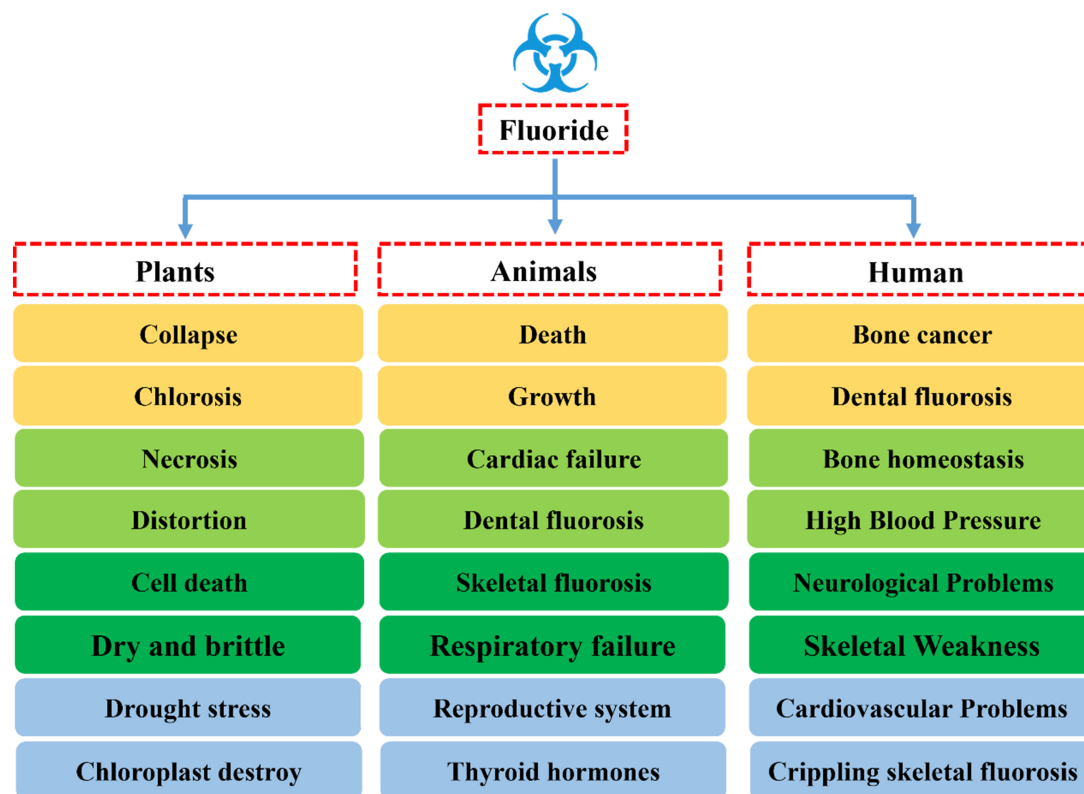 Fluoride
Plants
Animals
Human
Collapse
Death
Bone cancer
Chlorosis
Growth
Dental fluorosis
Necrosis
Cardiac failure
Bone homeostasis
Distortion
Dental fluorosis
High Blood Pressure
Cell death
Skeletal fluorosis
Neurological Problems
Dry and brittle
Respiratory failure
Skeletal Weakness
Drought stress
Reproductive system
Cardiovascular Problems
Chloroplast destroy
Thyroid hormones
Crippling skeletal fluorosis